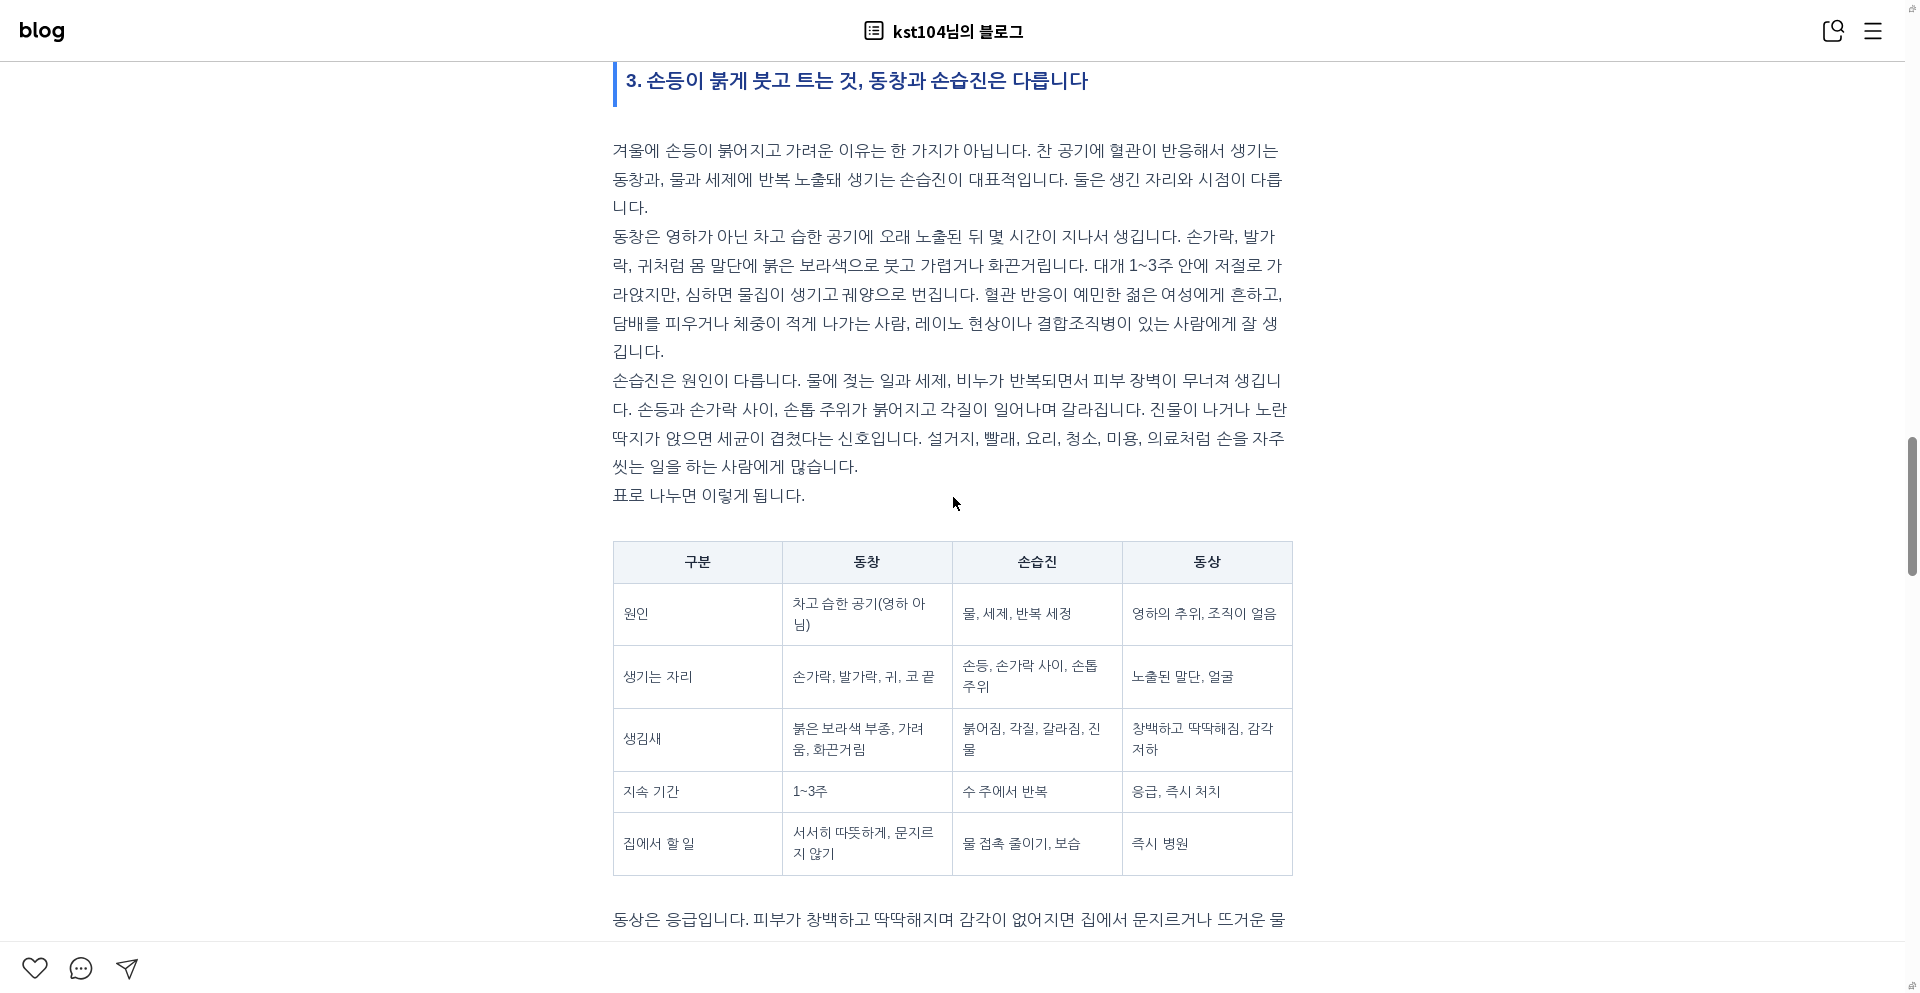 blog
kst104님의 블로그
3. 손등이 붉게 붓고 트는 것, 동창과 손습진은 다릅니다
겨울에 손등이 붉어지고 가려운 이유는 한 가지가 아닙니다. 찬 공기에 혈관이 반응해서 생기는
동창과, 물과 세제에 반복 노출돼 생기는 손습진이 대표적입니다. 둘은 생긴 자리와 시점이 다릅
니다.
동창은 영하가 아닌 차고 습한 공기에 오래 노출된 뒤 몇 시간이 지나서 생깁니다. 손가락, 발가
락, 귀처럼 몸 말단에 붉은 보라색으로 붓고 가렵거나 화끈거립니다. 대개 1~3주 안에 저절로 가
라앉지만, 심하면 물집이 생기고 궤양으로 번집니다. 혈관 반응이 예민한 젊은 여성에게 흔하고,
담배를 피우거나 체중이 적게 나가는 사람, 레이노 현상이나 결합조직병이 있는 사람에게 잘 생
깁니다.
손습진은 원인이 다릅니다. 물에 젖는 일과 세제, 비누가 반복되면서 피부 장벽이 무너져 생깁니
다. 손등과 손가락 사이, 손톱 주위가 붉어지고 각질이 일어나며 갈라집니다. 진물이 나거나 노란
딱지가 앉으면 세균이 겹쳤다는 신호입니다. 설거지, 빨래, 요리, 청소, 미용, 의료처럼 손을 자주
씻는 일을 하는 사람에게 많습니다.
표로 나누면 이렇게 됩니다.
구분 동창 손습진 동상
원인 차고 습한 공기(영하 아님) 물, 세제, 반복 세정 영하의 추위, 조직이 얼음
생기는 자리 손가락, 발가락, 귀, 코 끝 손등, 손가락 사이, 손톱 주위 노출된 말단, 얼굴
생김새 붉은 보라색 부종, 가려움, 화끈거림 붉어짐, 각질, 갈라짐, 진물 창백하고 딱딱해짐, 감각 저하
지속 기간 1~3주 수 주에서 반복 응급, 즉시 처치
집에서 할 일 서서히 따뜻하게, 문지르지 않기 물 접촉 줄이기, 보습 즉시 병원
동상은 응급입니다. 피부가 창백하고 딱딱해지며 감각이 없어지면 집에서 문지르거나 뜨거운 물